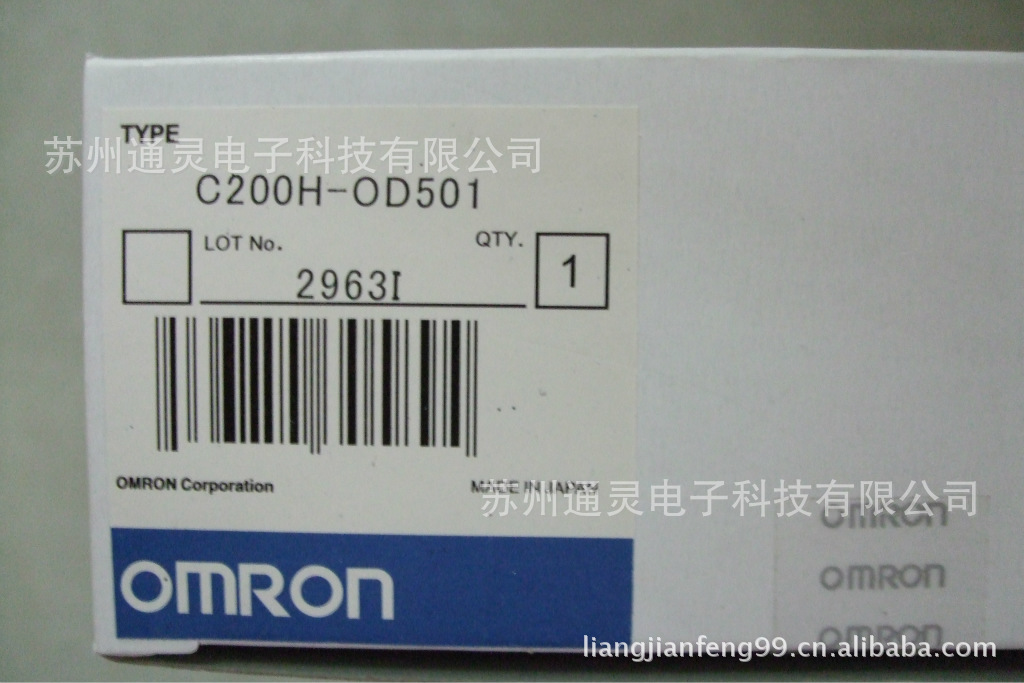 TYPE
苏州通灵电子科技有限公司
C200H-OD501
LOT No.
QTY.
2963I
1
OMRON Corporation
MADE IN JAPAN
苏州通灵电子科技有限公司
OMRON
OMRON
OMRON
OMRON
liangjianfeng99.cn.alibaba.com